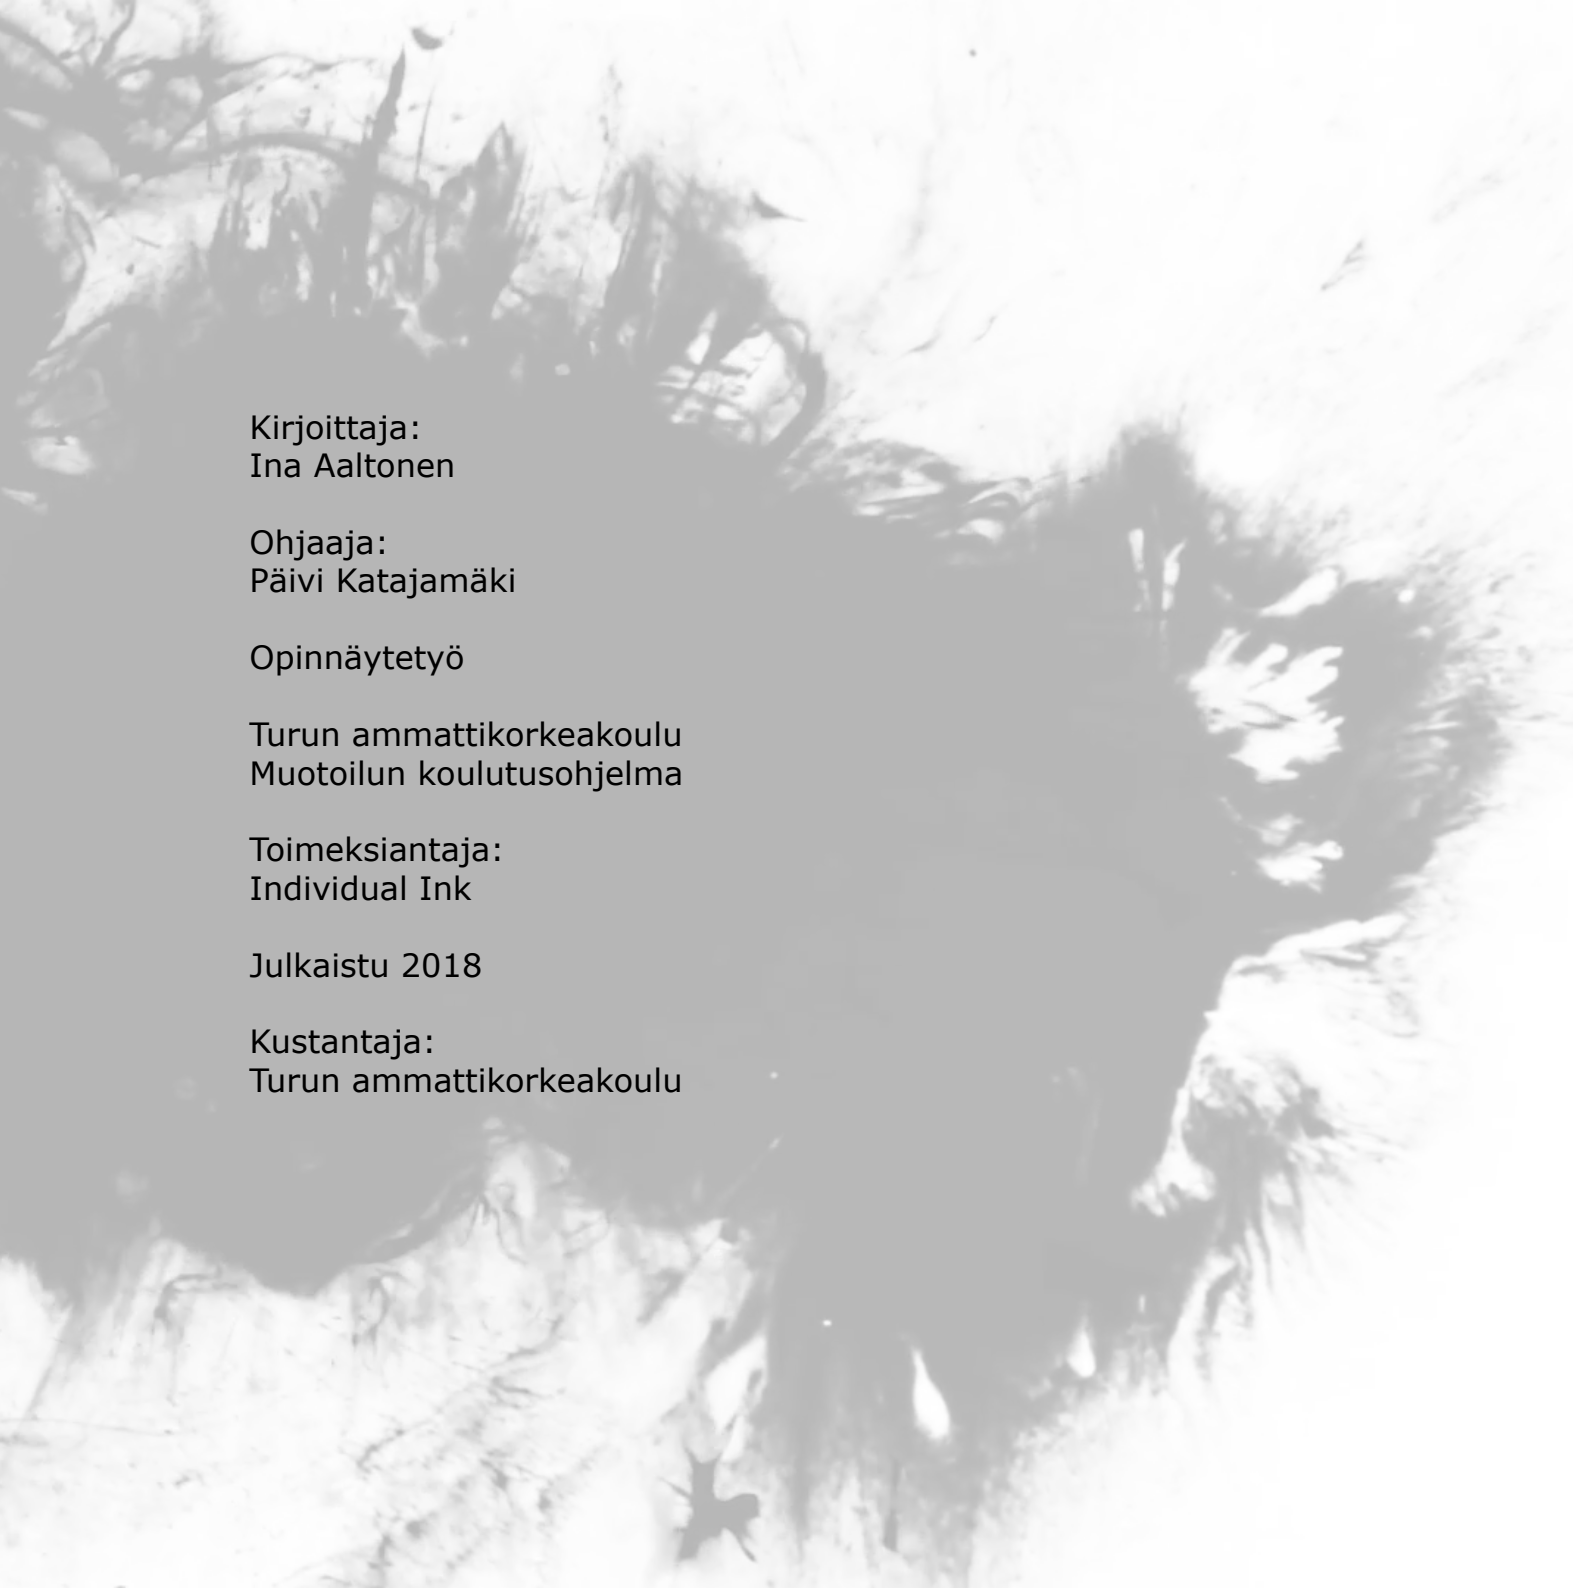 Kirjoittaja:
Ina Aaltonen
Ohjaaja:
Päivi Katajamäki
Opinnäytetyö
Turun ammattikorkeakoulu
Muotoilun koulutusohjelma
Toimeksiantaja:
Individual Ink
Julkaistu 2018
Kustantaja:
Turun ammattikorkeakoulu